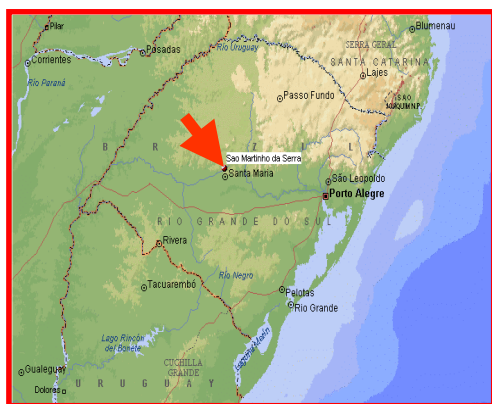 Pilar
Blumenau
Posadas
Rio Uruguay
SERRA GERAL
Corrientes
SANTA CATARINA
Lajes
Rio Paraná
Passo Fundo
SAO
JOAQUIM N.P.
B R Z I L
Sao Martinho da Serra
Santa Maria
São Leopoldo
Porto Alegre
RIO GRANDE DO SUL
Rivera
Rio Negro
Tacuarembó
Pelotas
Rio Grande
Lago Rincón
del Bonete
Lagoa Mirim
CUCHILLA
GRANDE
Gualeguay
URUGUAY
Dolores